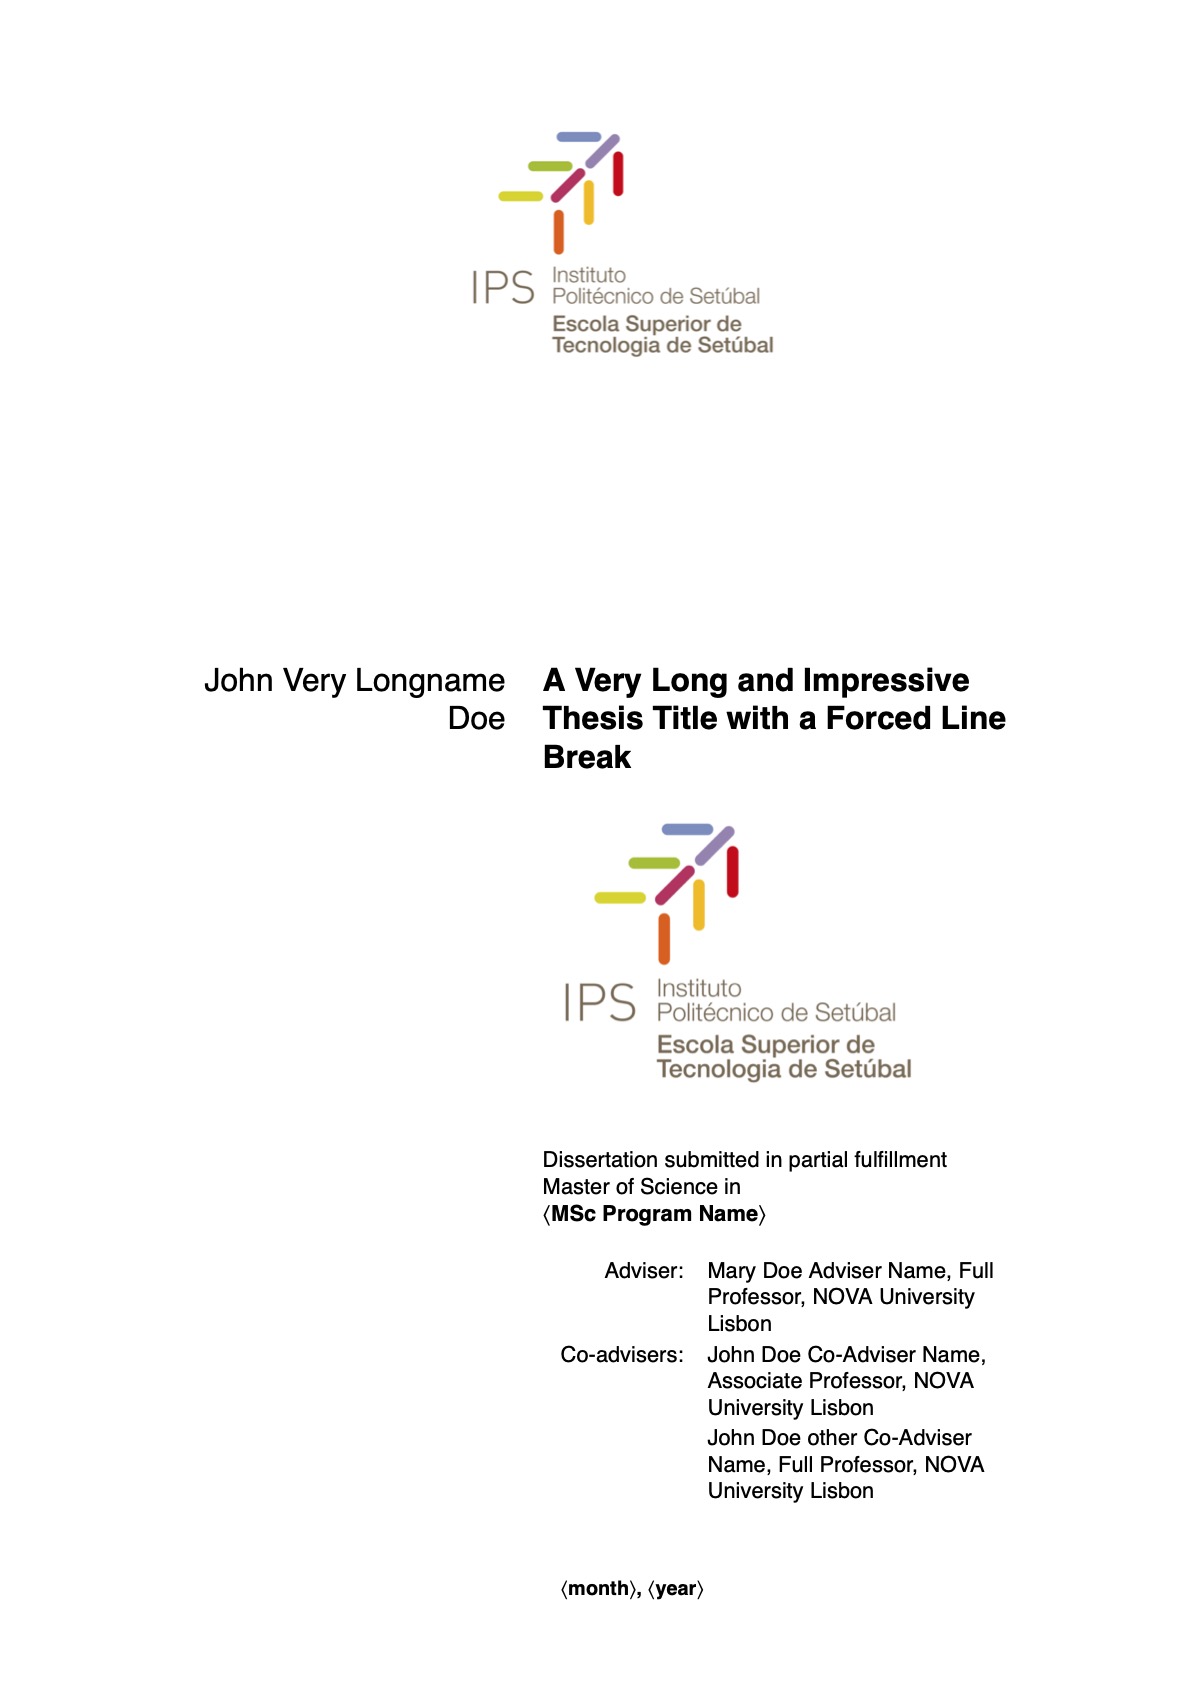 IPS
Instituto
Politécnico de Setúbal
Escola Superior de
Tecnologia de Setúbal
John Very Longname
Doe
A Very Long and Impressive
Thesis Title with a Forced Line
Break
IPS
Instituto
Politécnico de Setúbal
Escola Superior de
Tecnologia de Setúbal
Dissertation submitted in partial fulfillment
Master of Science in
⟨MSc Program Name⟩
Adviser: Mary Doe Adviser Name, Full
Professor, NOVA University
Lisbon
Co-advisers: John Doe Co-Adviser Name,
Associate Professor, NOVA
University Lisbon
John Doe other Co-Adviser
Name, Full Professor, NOVA
University Lisbon
⟨month⟩, ⟨year⟩